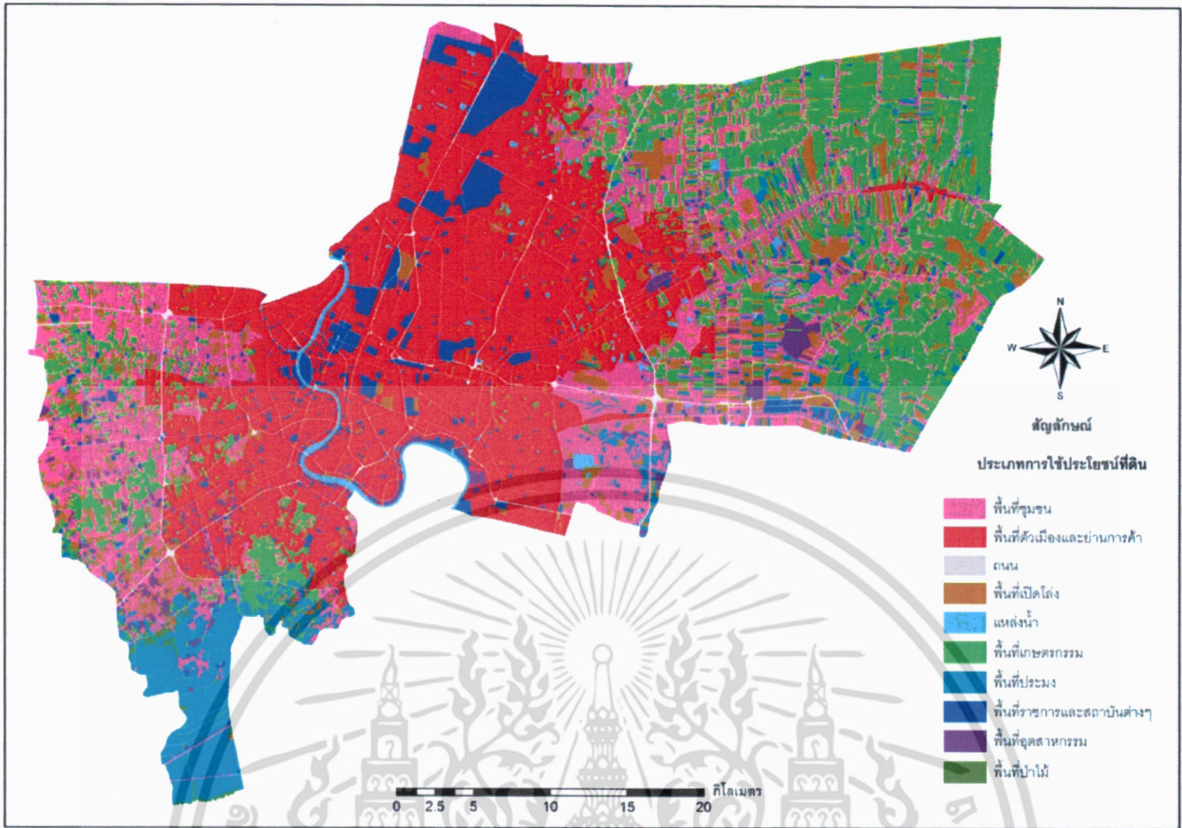 N
W E
S
สัญลักษณ์
ประเภทการใช้ประโยชน์ที่ดิน
พื้นที่ชุมชน
พื้นที่ตัวเมืองและย่านการค้า
ถนน
พื้นที่เปิดโล่ง
แหล่งน้ำ
พื้นที่เกษตรกรรม
พื้นที่ประมง
พื้นที่ราชการและสถาบันต่างๆ
พื้นที่อุตสาหกรรม
พื้นที่ป่าไม้
กิโลเมตร
0 2.5 5 10 15 20